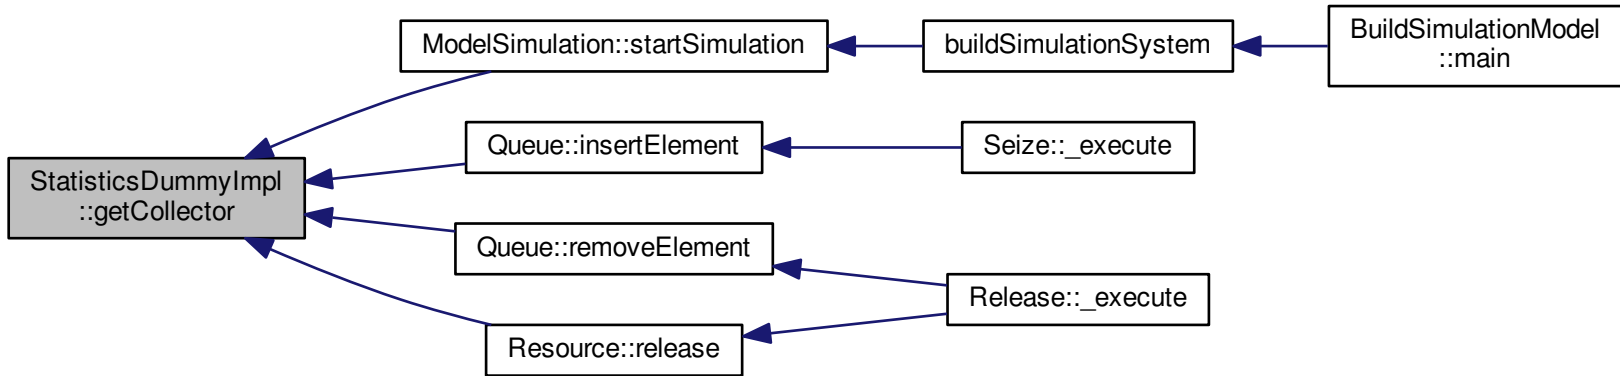 ModelSimulation::startSimulation
buildSimulationSystem
BuildSimulationModel
::main
Queue::insertElement
Seize::_execute
StatisticsDummyImpl
::getCollector
Queue::removeElement
Release::_execute
Resource::release